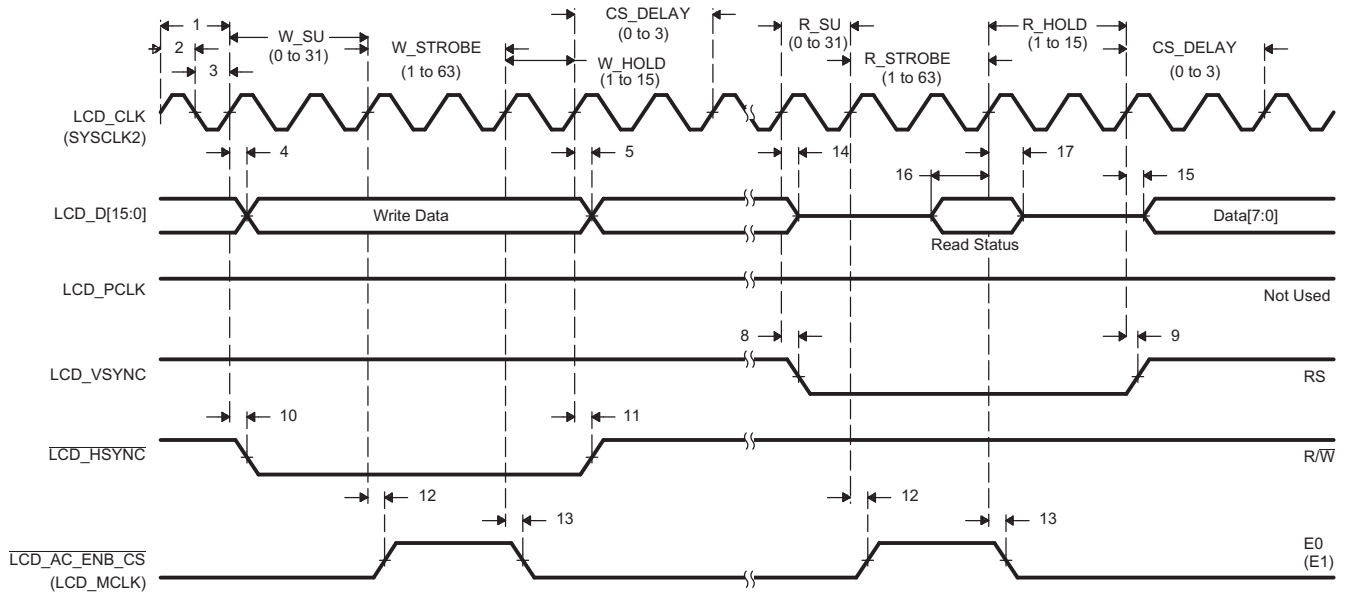 CS_DELAY
(0 to 3)
1
R_SU
(0 to 31)
R_HOLD
(1 to 15)
W_SU
(0 to 31)
2
W_STROBE
(1 to 63)
CS_DELAY
(0 to 3)
3
W_HOLD
(1 to 15)
R_STROBE
(1 to 63)
LCD_CLK
(SYSCLK2)
4
5
14
17
16
15
LCD_D[15:0]
Write Data
Data[7:0]
Read Status
LCD_PCLK
Not Used
8
9
LCD_VSYNC
RS
10
11
LCD_HSYNC
R/W
12
12
13
13
LCD_AC_ENB_CS
(LCD_MCLK)
E0
(E1)